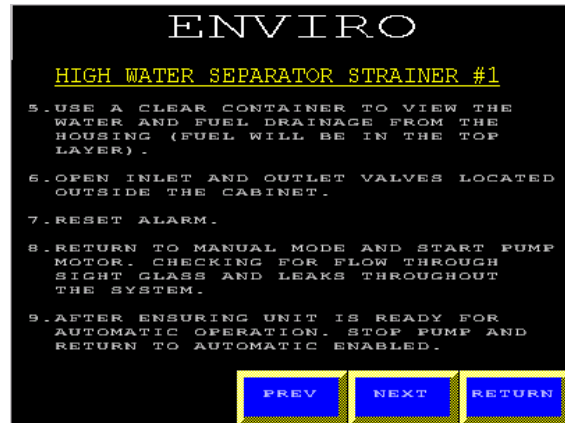 ENVIRO
HIGH WATER SEPARATOR STRAINER #1
5.USE A CLEAR CONTAINER TO VIEW THE
WATER AND FUEL DRAINAGE FROM THE
HOUSING (FUEL WILL BE IN THE TOP
LAYER).
6.OPEN INLET AND OUTLET VALVES LOCATED
OUTSIDE THE CABINET.
7.RESET ALARM.
8.RETURN TO MANUAL MODE AND START PUMP
MOTOR. CHECKING FOR FLOW THROUGH
SIGHT GLASS AND LEAKS THROUGHOUT
THE SYSTEM.
9.AFTER ENSURING UNIT IS READY FOR
AUTOMATIC OPERATION. STOP PUMP AND
RETURN TO AUTOMATIC ENABLED.
PREV NEXT RETURN